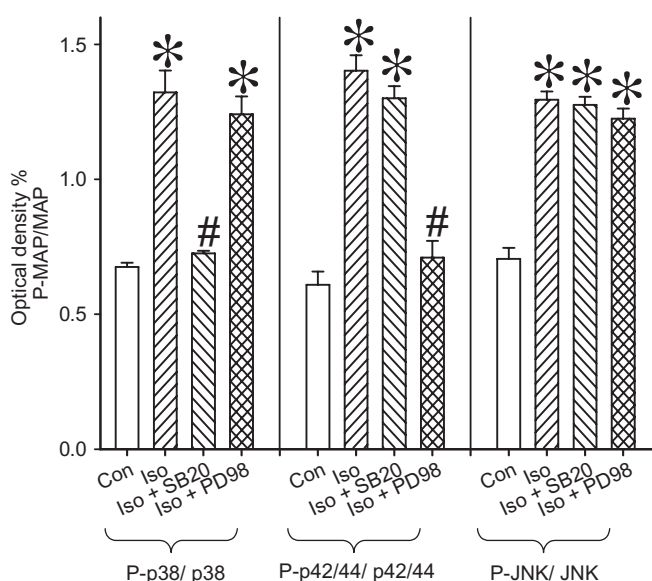 Optical density %
P-MAP/MAP
1.5
1.0
0.5
0.0
* # *
* * #
* * *
Con Iso Iso + SB20 Iso + PD98
Con Iso Iso + SB20 Iso + PD98
Con Iso Iso + SB20 Iso + PD98
P-p38/ p38 P-p42/44/ p42/44 P-JNK/ JNK